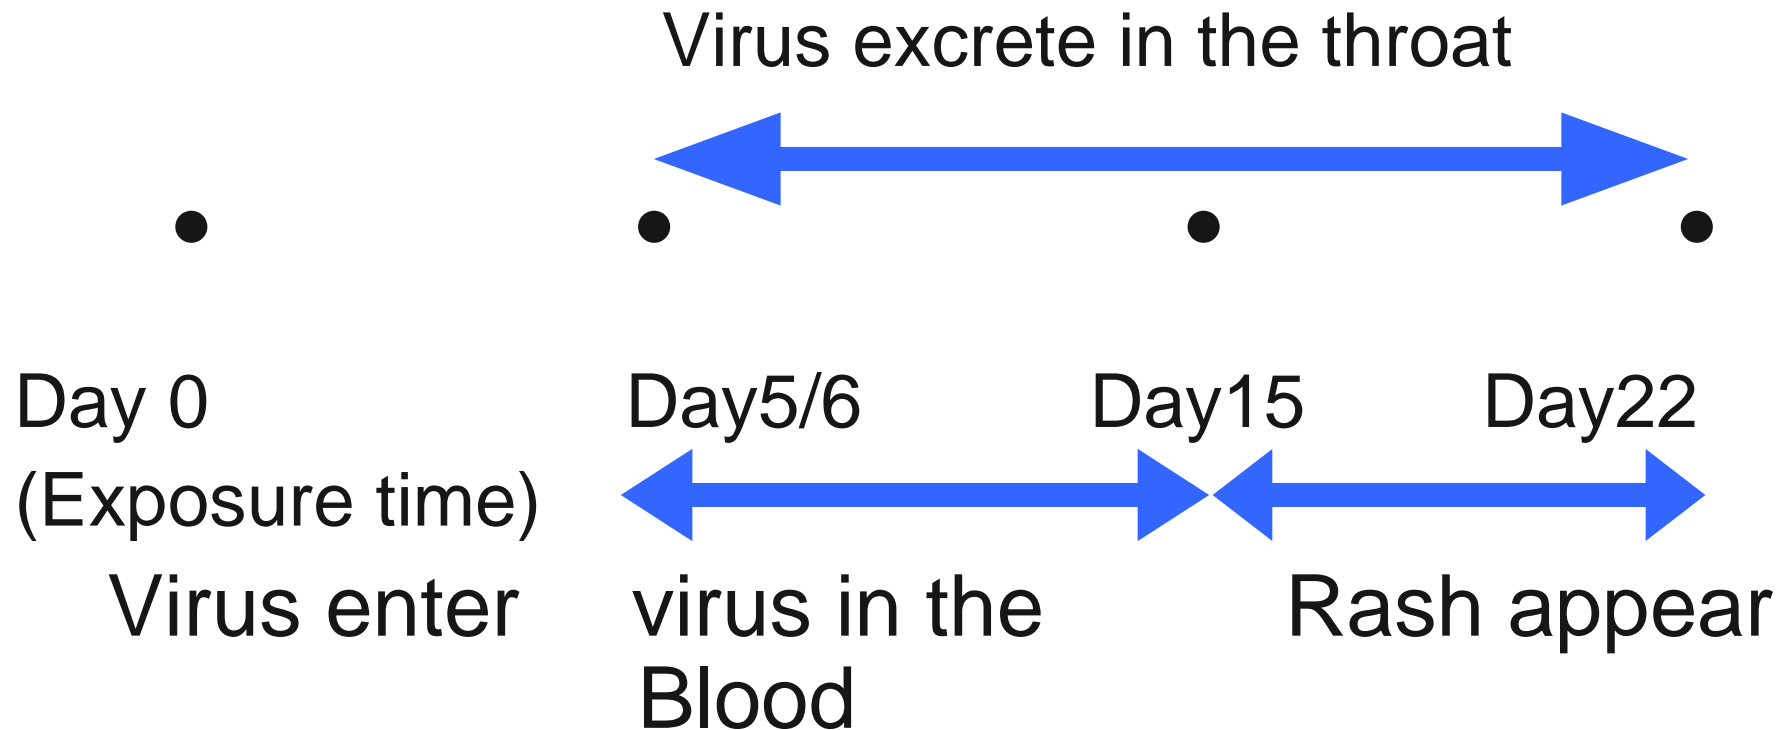 Virus excrete in the throat
Day 0 Day5/6 Day15 Day22
(Exposure time)
Virus enter virus in the Rash appear
Blood